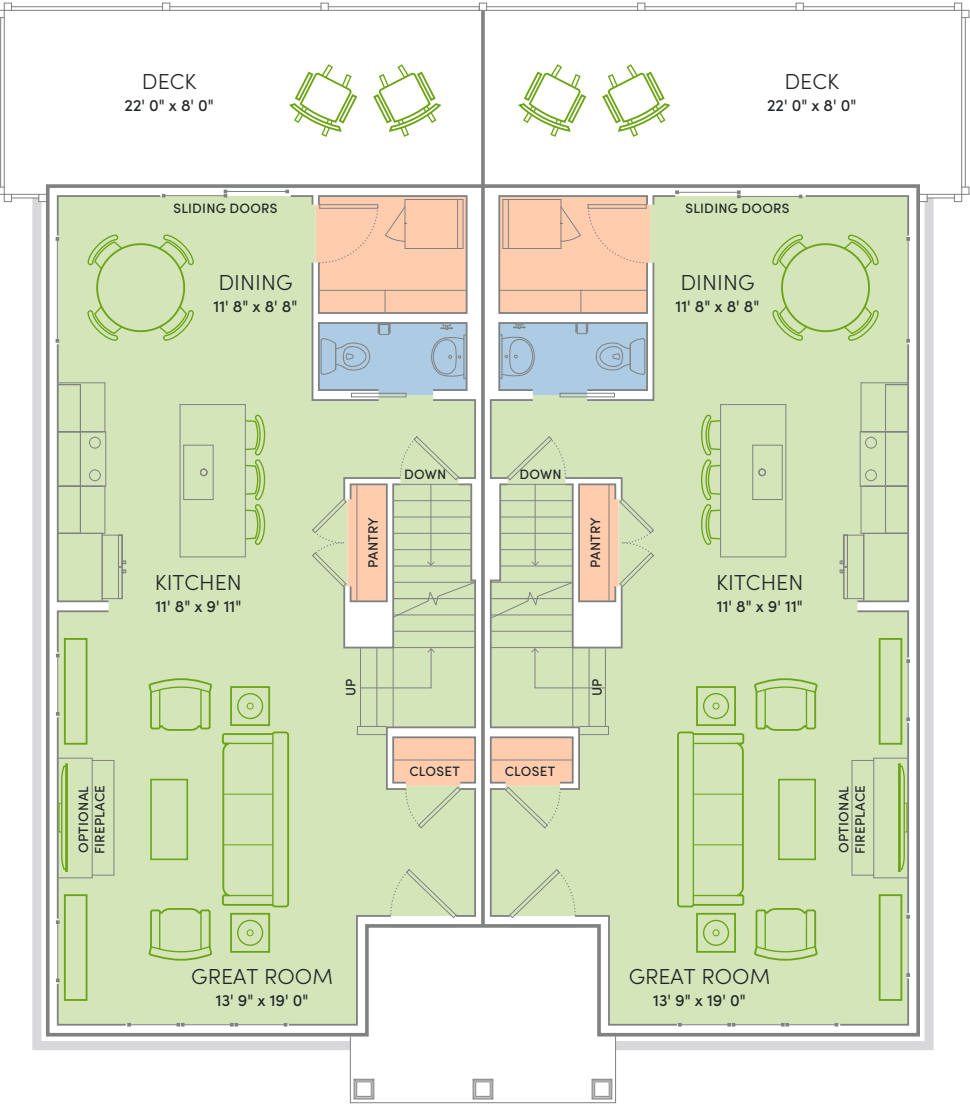 DECK
22' 0" x 8' 0"
DECK
22' 0" x 8' 0"
SLIDING DOORS
SLIDING DOORS
DINING
11' 8" x 8' 8"
DINING
11' 8" x 8' 8"
DOWN
DOWN
PANTRY
PANTRY
KITCHEN
11' 8" x 9' 11"
KITCHEN
11' 8" x 9' 11"
UP
UP
CLOSET
CLOSET
OPTIONAL
FIREPLACE
OPTIONAL
FIREPLACE
GREAT ROOM
13' 9" x 19' 0"
GREAT ROOM
13' 9" x 19' 0"